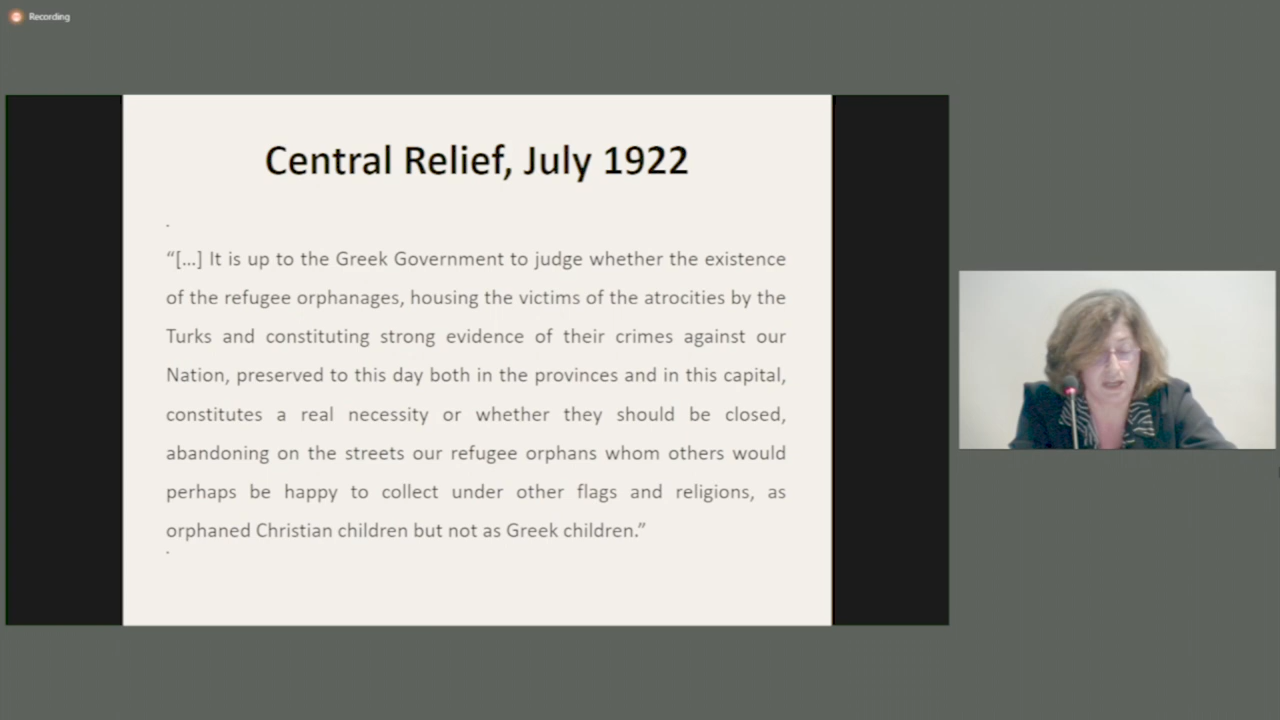 Recording
Central Relief, July 1922
.
“[...] It is up to the Greek Government to judge whether the existence
of the refugee orphanages, housing the victims of the atrocities by the
Turks and constituting strong evidence of their crimes against our
Nation, preserved to this day both in the provinces and in this capital,
constitutes a real necessity or whether they should be closed,
abandoning on the streets our refugee orphans whom others would
perhaps be happy to collect under other flags and religions, as
orphaned Christian children but not as Greek children.”
.